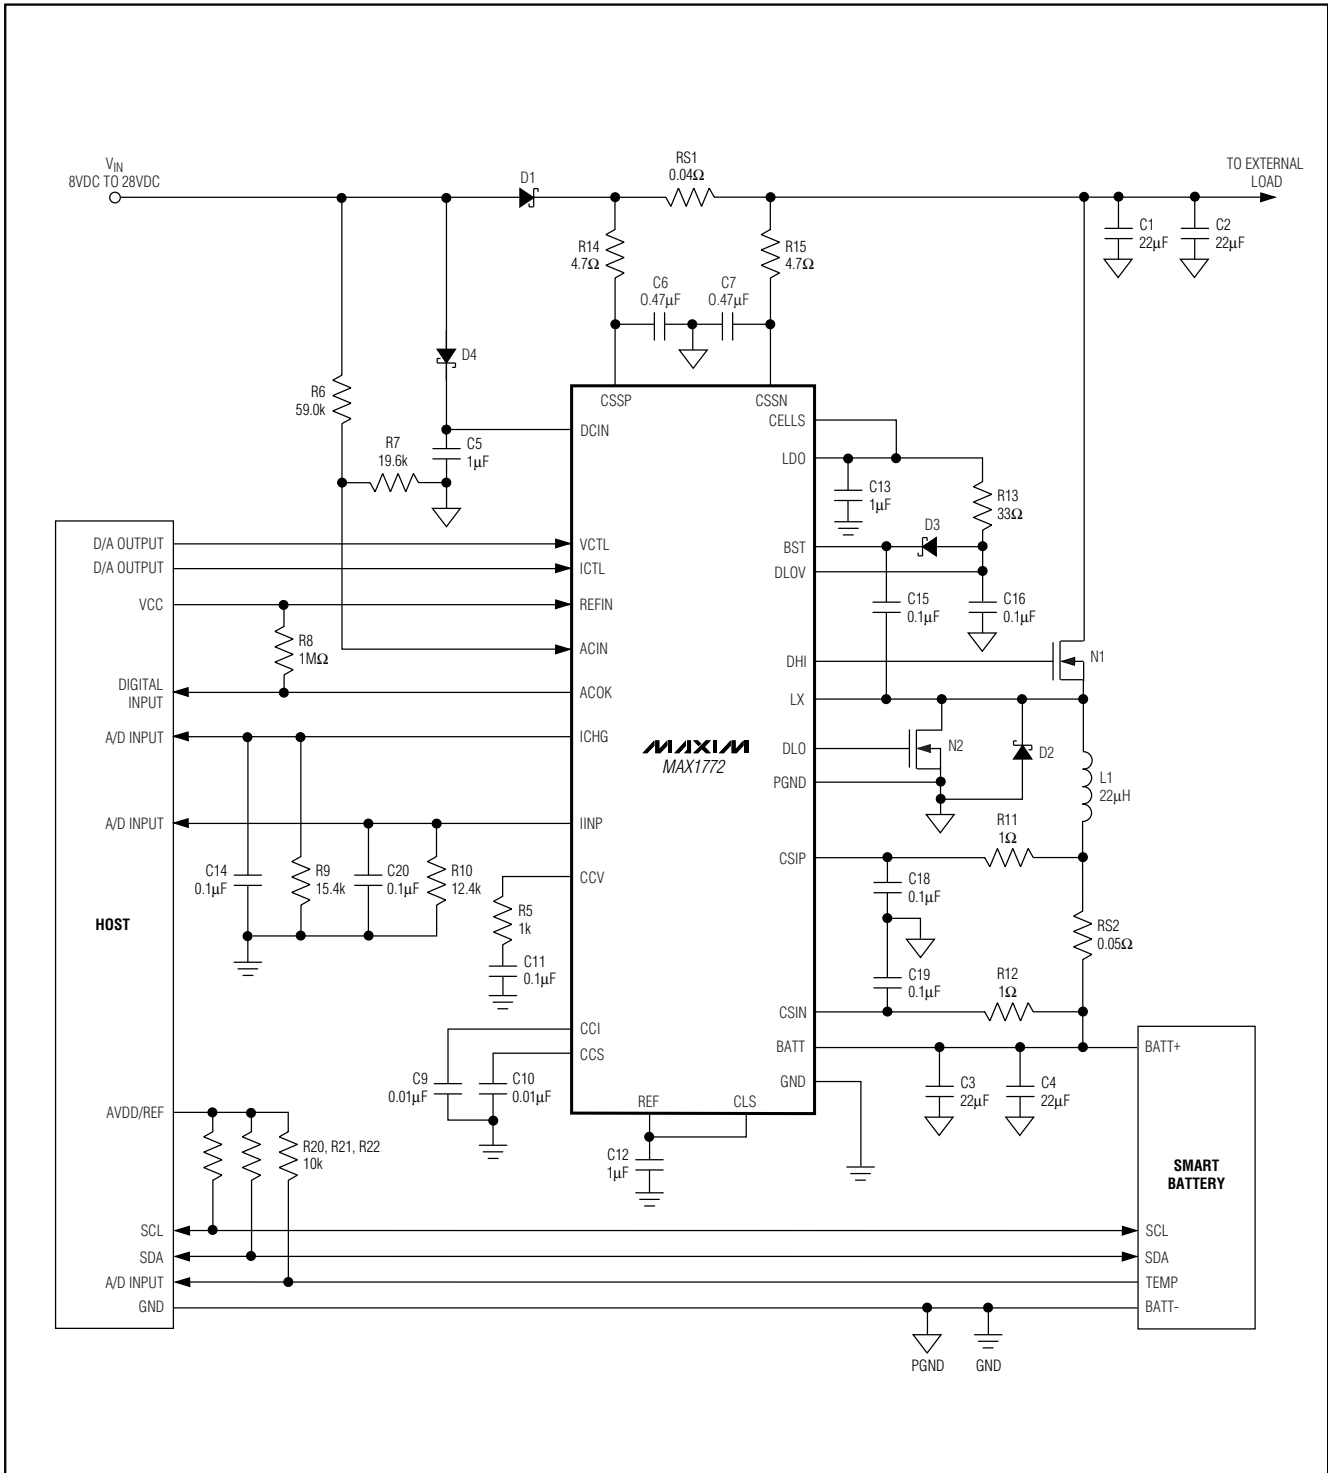 V_IN
8VDC TO 28VDC
D1
RS1
0.04Ω
TO EXTERNAL
LOAD
C1
22µF
C2
22µF
R14
4.7Ω
R15
4.7Ω
C6
0.47µF
C7
0.47µF
D4
R6
59.0k
R7
19.6k
C5
1µF
CSSP
CSSN
DCIN
CELLS
LDO
C13
1µF
R13
33Ω
D3
D/A OUTPUT
VCTL
BST
D/A OUTPUT
ICTL
DLOV
VCC
REFIN
C15
0.1µF
C16
0.1µF
R8
1MΩ
ACIN
DHI
N1
DIGITAL
INPUT
ACOK
LX
A/D INPUT
ICHG
MAXIM
MAX1772
DLO
N2
D2
PGND
L1
22µH
A/D INPUT
IINP
R11
1Ω
CSIP
C14
0.1µF
R9
15.4k
C20
0.1µF
R10
12.4k
CCV
C18
0.1µF
R5
1k
HOST
RS2
0.05Ω
C11
0.1µF
C19
0.1µF
R12
1Ω
CSIN
CCI
BATT
BATT+
CCS
GND
C9
0.01µF
C10
0.01µF
C3
22µF
C4
22µF
AVDD/REF
REF
CLS
R20, R21, R22
10k
C12
1µF
SMART
BATTERY
SCL
SCL
SDA
SDA
A/D INPUT
TEMP
GND
BATT-
PGND
GND